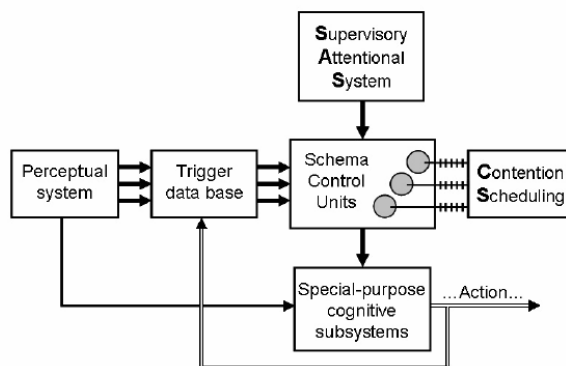 Supervisory
Attentional
System
Perceptual
system
Trigger
data base
Schema
Control
Units
Contention
Scheduling
Special-purpose
cognitive
subsystems
...Action...